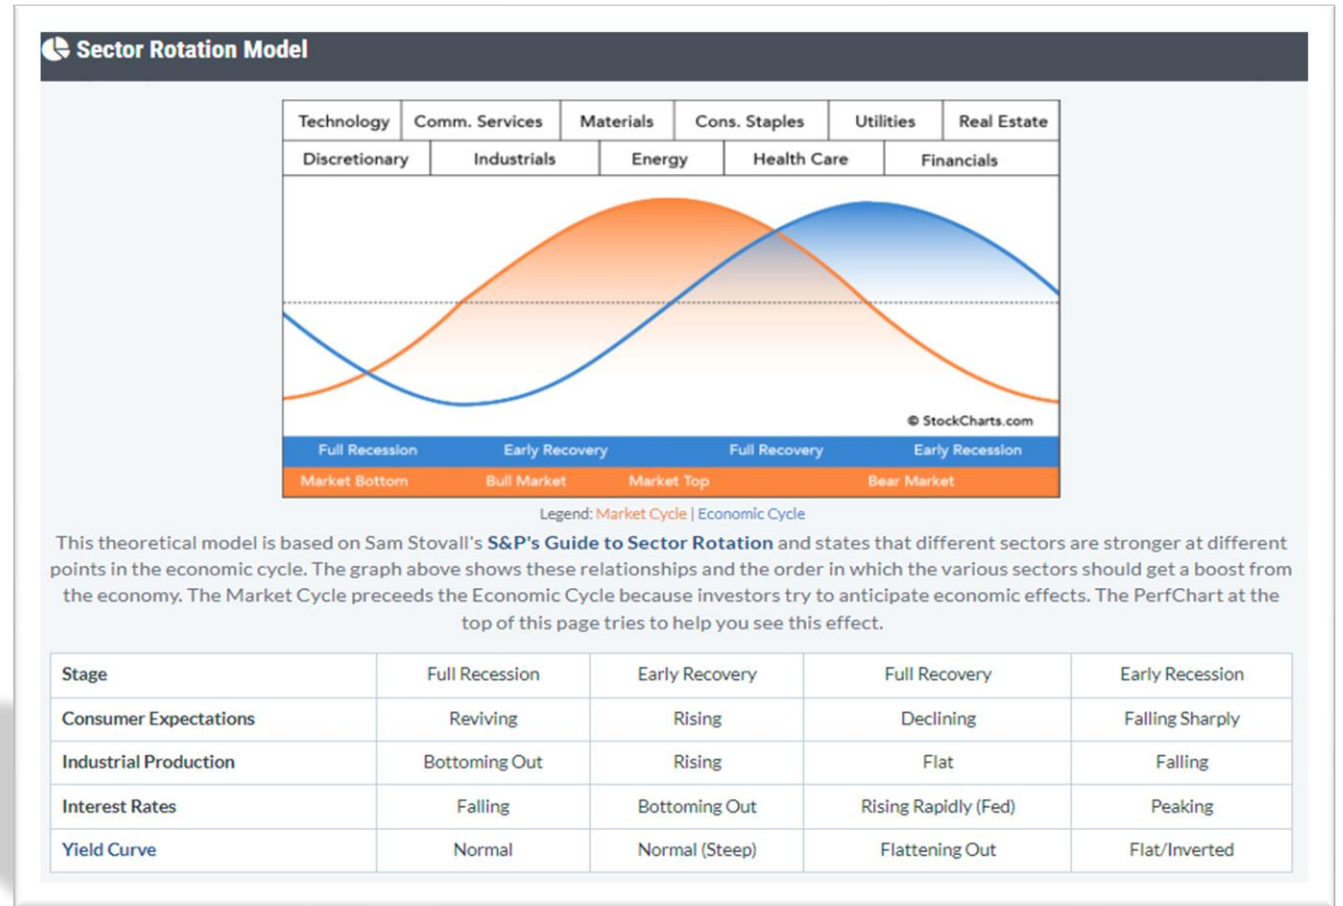 Sector Rotation Model
Technology Comm. Services Materials Cons. Staples Utilities Real Estate
Discretionary Industrials Energy Health Care Financials
© StockCharts.com
Full Recession Early Recovery Full Recovery Early Recession
Market Bottom Bull Market Market Top Bear Market
Legend: Market Cycle | Economic Cycle
This theoretical model is based on Sam Stovall's S&P's Guide to Sector Rotation and states that different sectors are stronger at different
points in the economic cycle. The graph above shows these relationships and the order in which the various sectors should get a boost from
the economy. The Market Cycle preceeds the Economic Cycle because investors try to anticipate economic effects. The PerfChart at the
top of this page tries to help you see this effect.
Stage Full Recession Early Recovery Full Recovery Early Recession
Consumer Expectations Reviving Rising Declining Falling Sharply
Industrial Production Bottoming Out Rising Flat Falling
Interest Rates Falling Bottoming Out Rising Rapidly (Fed) Peaking
Yield Curve Normal Normal (Steep) Flattening Out Flat/Inverted